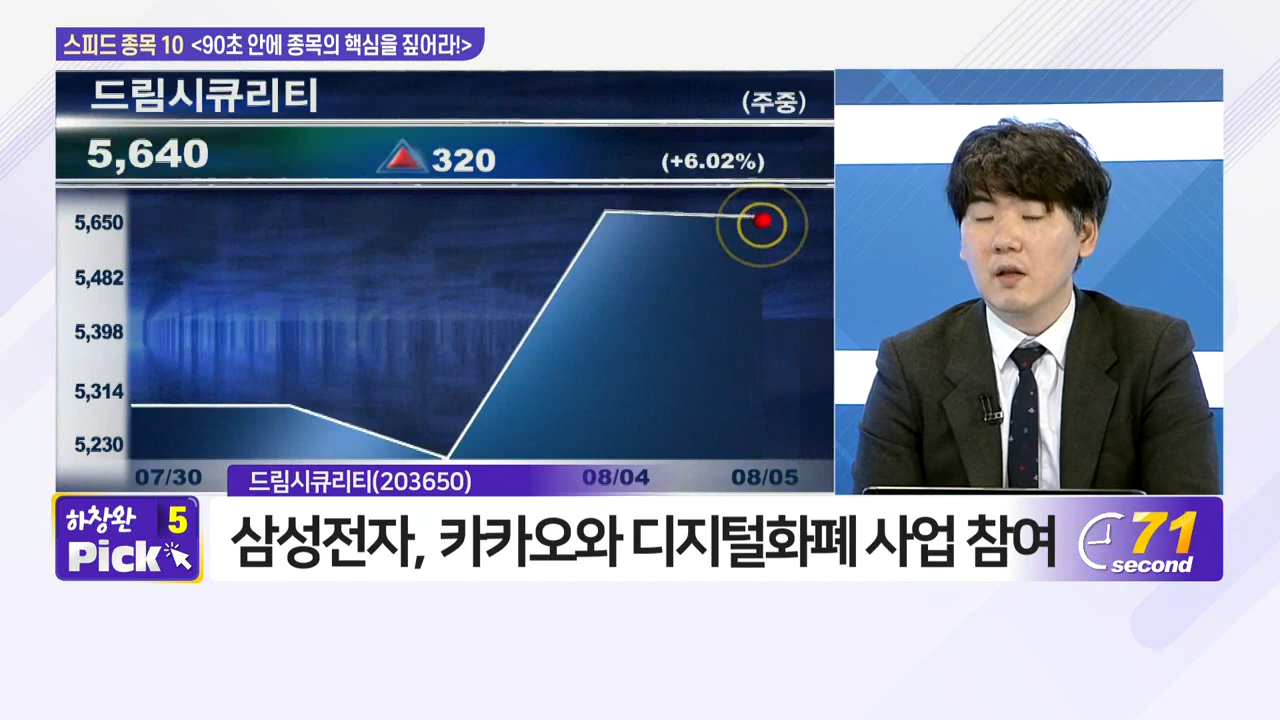 스피드 종목 10 <90초 안에 종목의 핵심을 짚어라!>
드림시큐리티 (주중)
5,640 320 (+6.02%)
5,650
5,482
5,398
5,314
5,230
07/30 08/04 08/05
드림시큐리티(203650)
하창완 5
Pick
삼성전자, 카카오와 디지털화폐 사업 참여
71
second